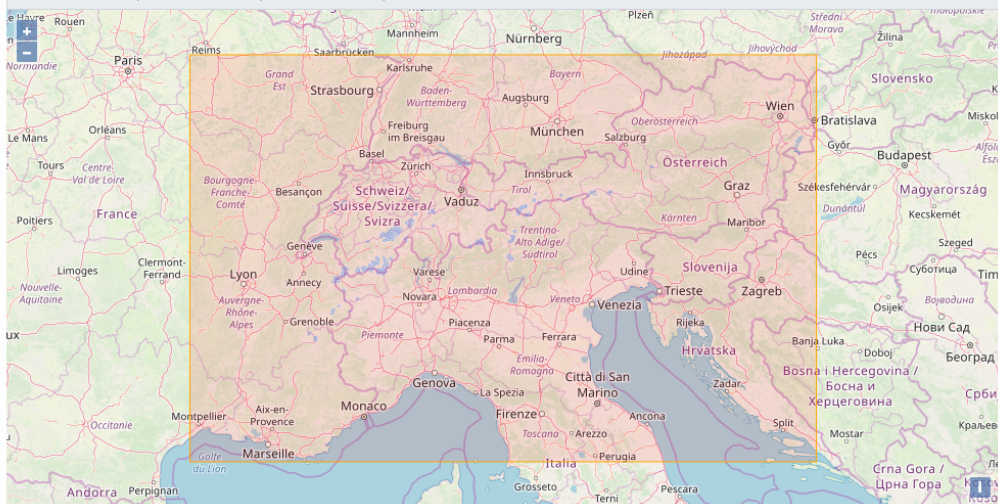 Le Havre
Rouen
Reims
Saarbrücken
Mannheim
Nürnberg
Plzeń
Střední
Morava
Žilina
+
−
Normandie
Paris
Grand
Est
Strasbourg
Karlsruhe
Baden-
Württemberg
Bayern
Jihozápad
Jihovýchod
Slovensko
Augsburg
München
Wien
Bratislava
Oberösterreich
Salzburg
Le Mans
Orléans
Tours
Centre-
Val de Loire
Bourgogne-
Franche-
Comté
Besançon
Freiburg
im Breisgau
Basel
Zürich
Schweiz/
Suisse/Svizzera/
Svizra
Vaduz
Innsbruck
Tirol
Österreich
Graz
Győr
Budapest
Székesfehérvár
Magyarország
Dunántúl
Kecskemét
Poitiers
France
Kärnten
Maribor
Trentino-
Alto Adige/
Südtirol
Szeged
Pécs
Limoges
Clermont-
Ferrand
Genève
Lyon
Annecy
Varese
Udine
Slovenija
Суботица
Nouvelle-
Aquitaine
Auvergne-
Rhône-
Alpes
Novara
Lombardia
Veneto
Venezia
Trieste
Zagreb
Војводина
Osijek
Grenoble
Piemonte
Piacenza
Parma
Ferrara
Rijeka
Нови Сад
Banja Luka
Doboj
Београд
Emilia-
Romagna
Hrvatska
Genova
La Spezia
Città di San
Marino
Zadar
Bosna i Hercegovina /
Босна и
Херцеговина
Montpellier
Aix-en-
Provence
Monaco
Firenze
Ancona
Split
Occitanie
Marseille
Toscana
Arezzo
Mostar
Golfe
du Lion
Italia
Perugia
Crna Gora /
Црна Гора
Andorra
Perpignan
Grosseto
Terni
Pescara
i